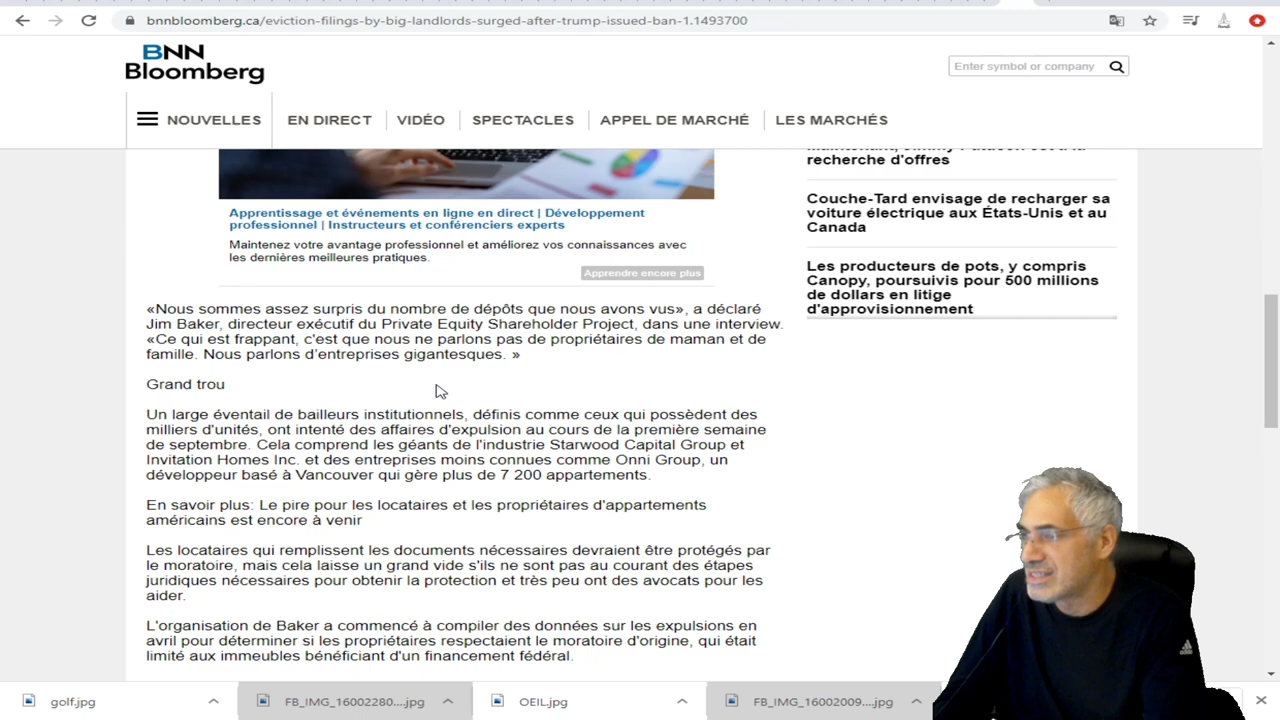 bnnbloomberg.ca/eviction-filings-by-big-landlords-surged-after-trump-issued-ban-1.1493700
BNN
Bloomberg
Enter symbol or company
NOUVELLES
EN DIRECT
VIDÉO
SPECTACLES
APPEL DE MARCHÉ
LES MARCHÉS
Apprentissage et événements en ligne en direct | Développement
professionnel | Instructeurs et conférenciers experts
Maintenez votre avantage professionnel et améliorez vos connaissances avec
les dernières meilleures pratiques.
Apprendre encore plus
«Nous sommes assez surpris du nombre de dépôts que nous avons vus», a déclaré
Jim Baker, directeur exécutif du Private Equity Shareholder Project, dans une interview.
«Ce qui est frappant, c'est que nous ne parlons pas de propriétaires de maman et de
famille. Nous parlons d'entreprises gigantesques. »
Grand trou
Un large éventail de bailleurs institutionnels, définis comme ceux qui possèdent des
milliers d'unités, ont intenté des affaires d'expulsion au cours de la première semaine
de septembre. Cela comprend les géants de l'industrie Starwood Capital Group et
Invitation Homes Inc. et des entreprises moins connues comme Onni Group, un
développeur basé à Vancouver qui gère plus de 7 200 appartements.
En savoir plus: Le pire pour les locataires et les propriétaires d'appartements
américains est encore à venir
Les locataires qui remplissent les documents nécessaires devraient être protégés par
le moratoire, mais cela laisse un grand vide s'ils ne sont pas au courant des étapes
juridiques nécessaires pour obtenir la protection et très peu ont des avocats pour les
aider.
L'organisation de Baker a commencé à compiler des données sur les expulsions en
avril pour déterminer si les propriétaires respectaient le moratoire d'origine, qui était
limité aux immeubles bénéficiant d'un financement fédéral.
recherche d'offres
Couche-Tard envisage de recharger sa
voiture électrique aux États-Unis et au
Canada
Les producteurs de pots, y compris
Canopy, poursuivis pour 500 millions
de dollars en litige
d'approvisionnement
golf.jpg
FB_IMG_16002280....jpg
OEIL.jpg
FB_IMG_16002009....jpg